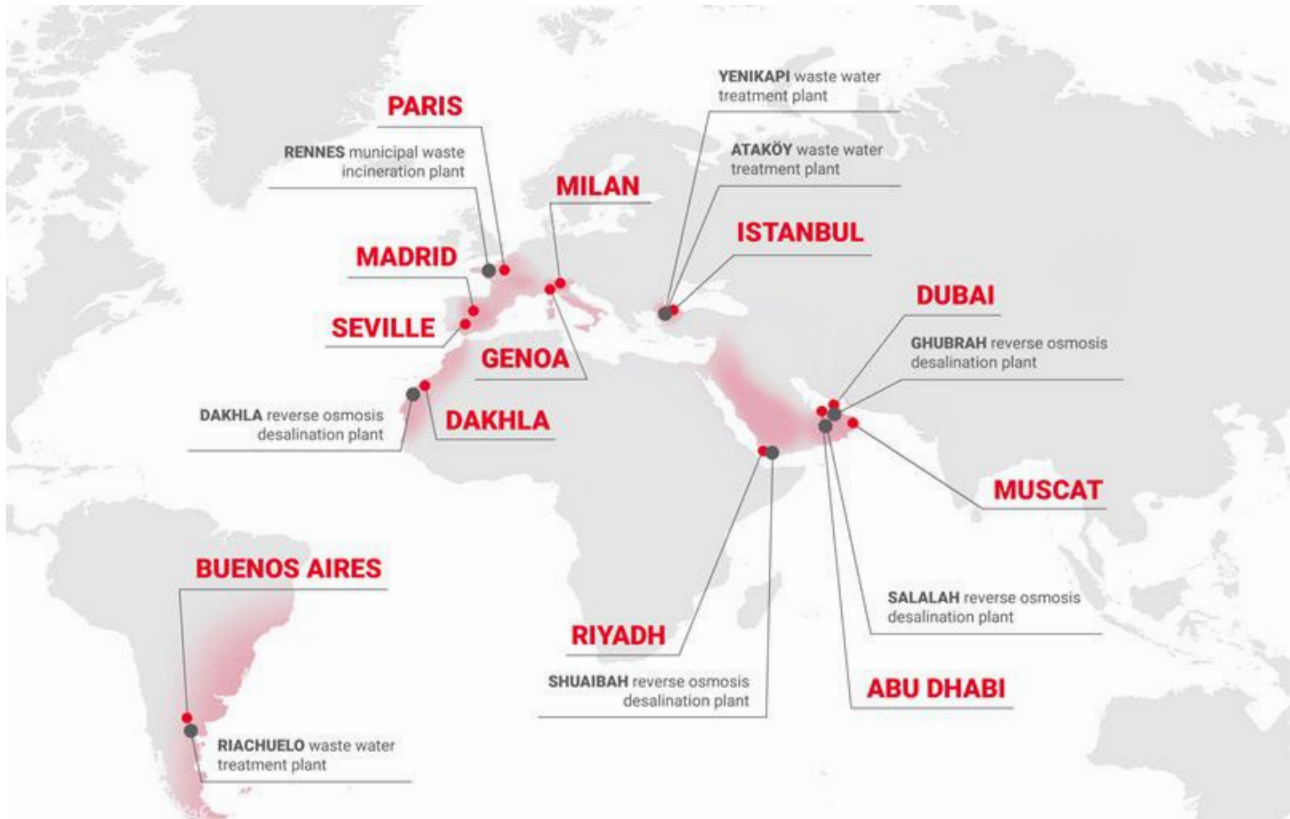 YENIKAPI waste water
treatment plant
PARIS
RENNES municipal waste
incineration plant
ATAKÖY waste water
treatment plant
MILAN
ISTANBUL
MADRID
DUBAI
SEVILLE
GHUBRAH reverse osmosis
desalination plant
GENOA
DAKHLA reverse osmosis
desalination plant
DAKHLA
MUSCAT
BUENOS AIRES
SALALAH reverse osmosis
desalination plant
RIYADH
SHUAIBAH reverse osmosis
desalination plant
ABU DHABI
RIACHUELO waste water
treatment plant